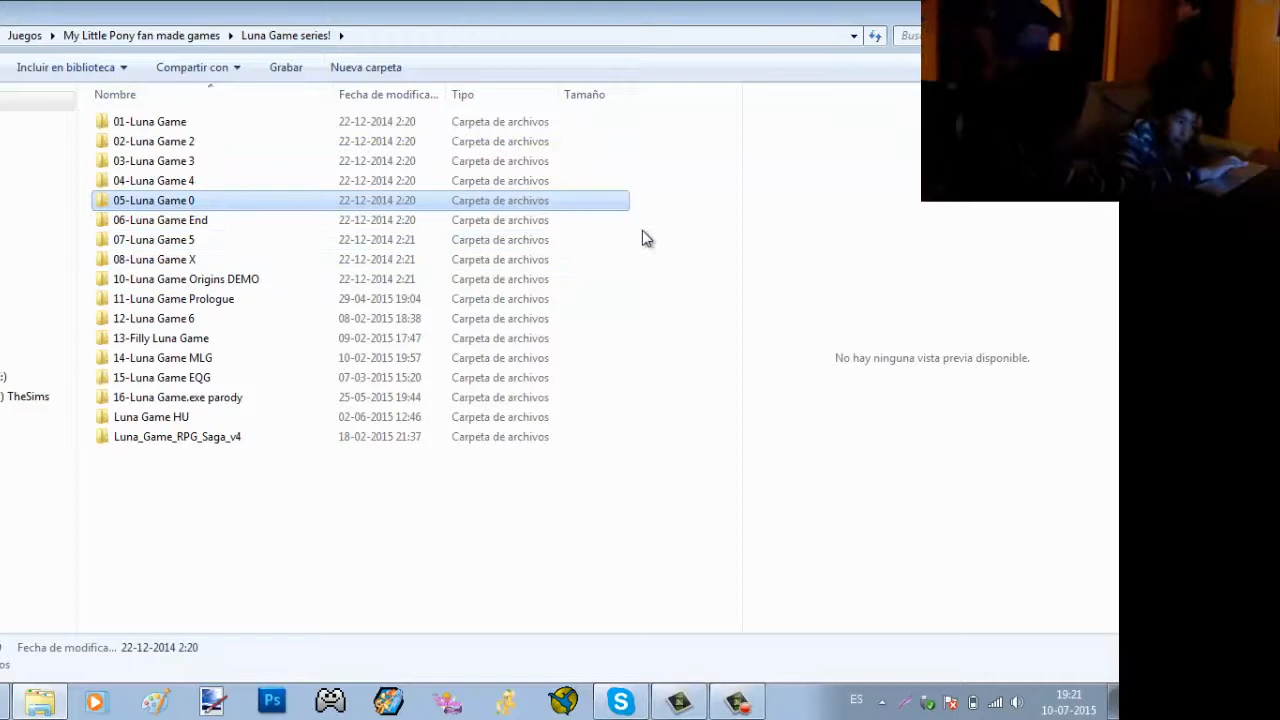 Juegos ▸ My Little Pony fan made games ▸ Luna Game series! ▸
Incluir en biblioteca Compartir con Grabar Nueva carpeta
Nombre Fecha de modifica... Tipo Tamaño
01-Luna Game 22-12-2014 2:20 Carpeta de archivos
02-Luna Game 2 22-12-2014 2:20 Carpeta de archivos
03-Luna Game 3 22-12-2014 2:20 Carpeta de archivos
04-Luna Game 4 22-12-2014 2:20 Carpeta de archivos
05-Luna Game 0 22-12-2014 2:20 Carpeta de archivos
06-Luna Game End 22-12-2014 2:20 Carpeta de archivos
07-Luna Game 5 22-12-2014 2:21 Carpeta de archivos
08-Luna Game X 22-12-2014 2:21 Carpeta de archivos
10-Luna Game Origins DEMO 22-12-2014 2:21 Carpeta de archivos
11-Luna Game Prologue 29-04-2015 19:04 Carpeta de archivos
12-Luna Game 6 08-02-2015 18:38 Carpeta de archivos
13-Filly Luna Game 09-02-2015 17:47 Carpeta de archivos
14-Luna Game MLG 10-02-2015 19:57 Carpeta de archivos
:) 15-Luna Game EQG 07-03-2015 15:20 Carpeta de archivos
) TheSims 16-Luna Game.exe parody 25-05-2015 19:44 Carpeta de archivos
Luna Game HU 02-06-2015 12:46 Carpeta de archivos
Luna_Game_RPG_Saga_v4 18-02-2015 21:37 Carpeta de archivos
No hay ninguna vista previa disponible.
Fecha de modifica... 22-12-2014 2:20
os
Ps
ES
19:21
10-07-2015